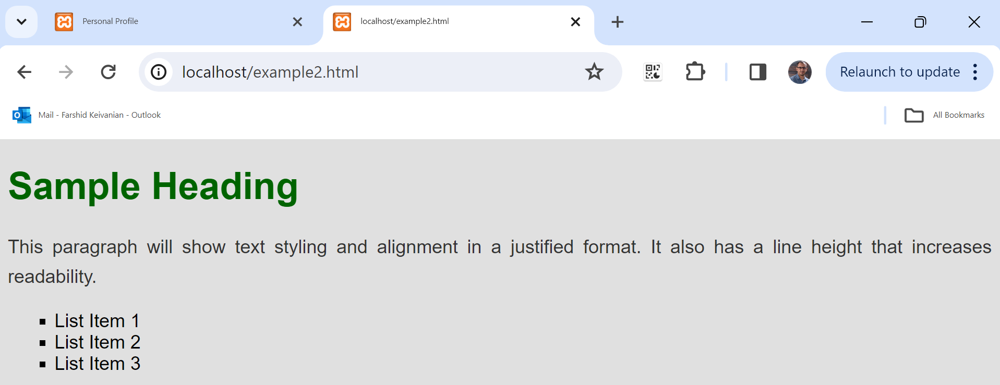 Personal Profile
localhost/example2.html
localhost/example2.html
Relaunch to update
Mail - Farshid Keivanian - Outlook
All Bookmarks
Sample Heading
This paragraph will show text styling and alignment in a justified format. It also has a line height that increases
readability.
List Item 1
List Item 2
List Item 3